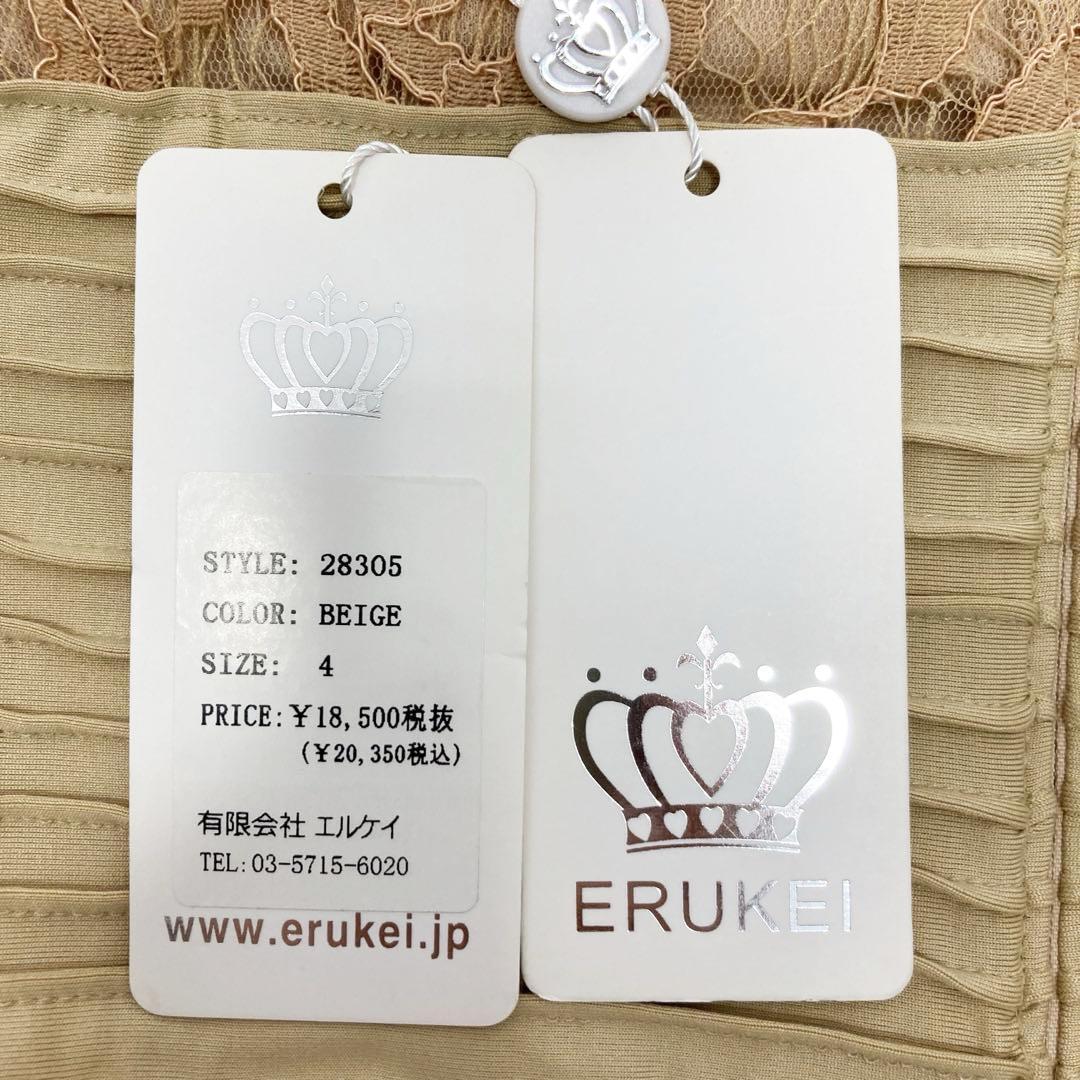 STYLE: 28305
COLOR: BEIGE
SIZE: 4
PRICE:￥18,500税抜
(￥20,350税込)
有限会社 エルケイ
TEL:03-5715-6020
www.erukei.jp
ERUKEI